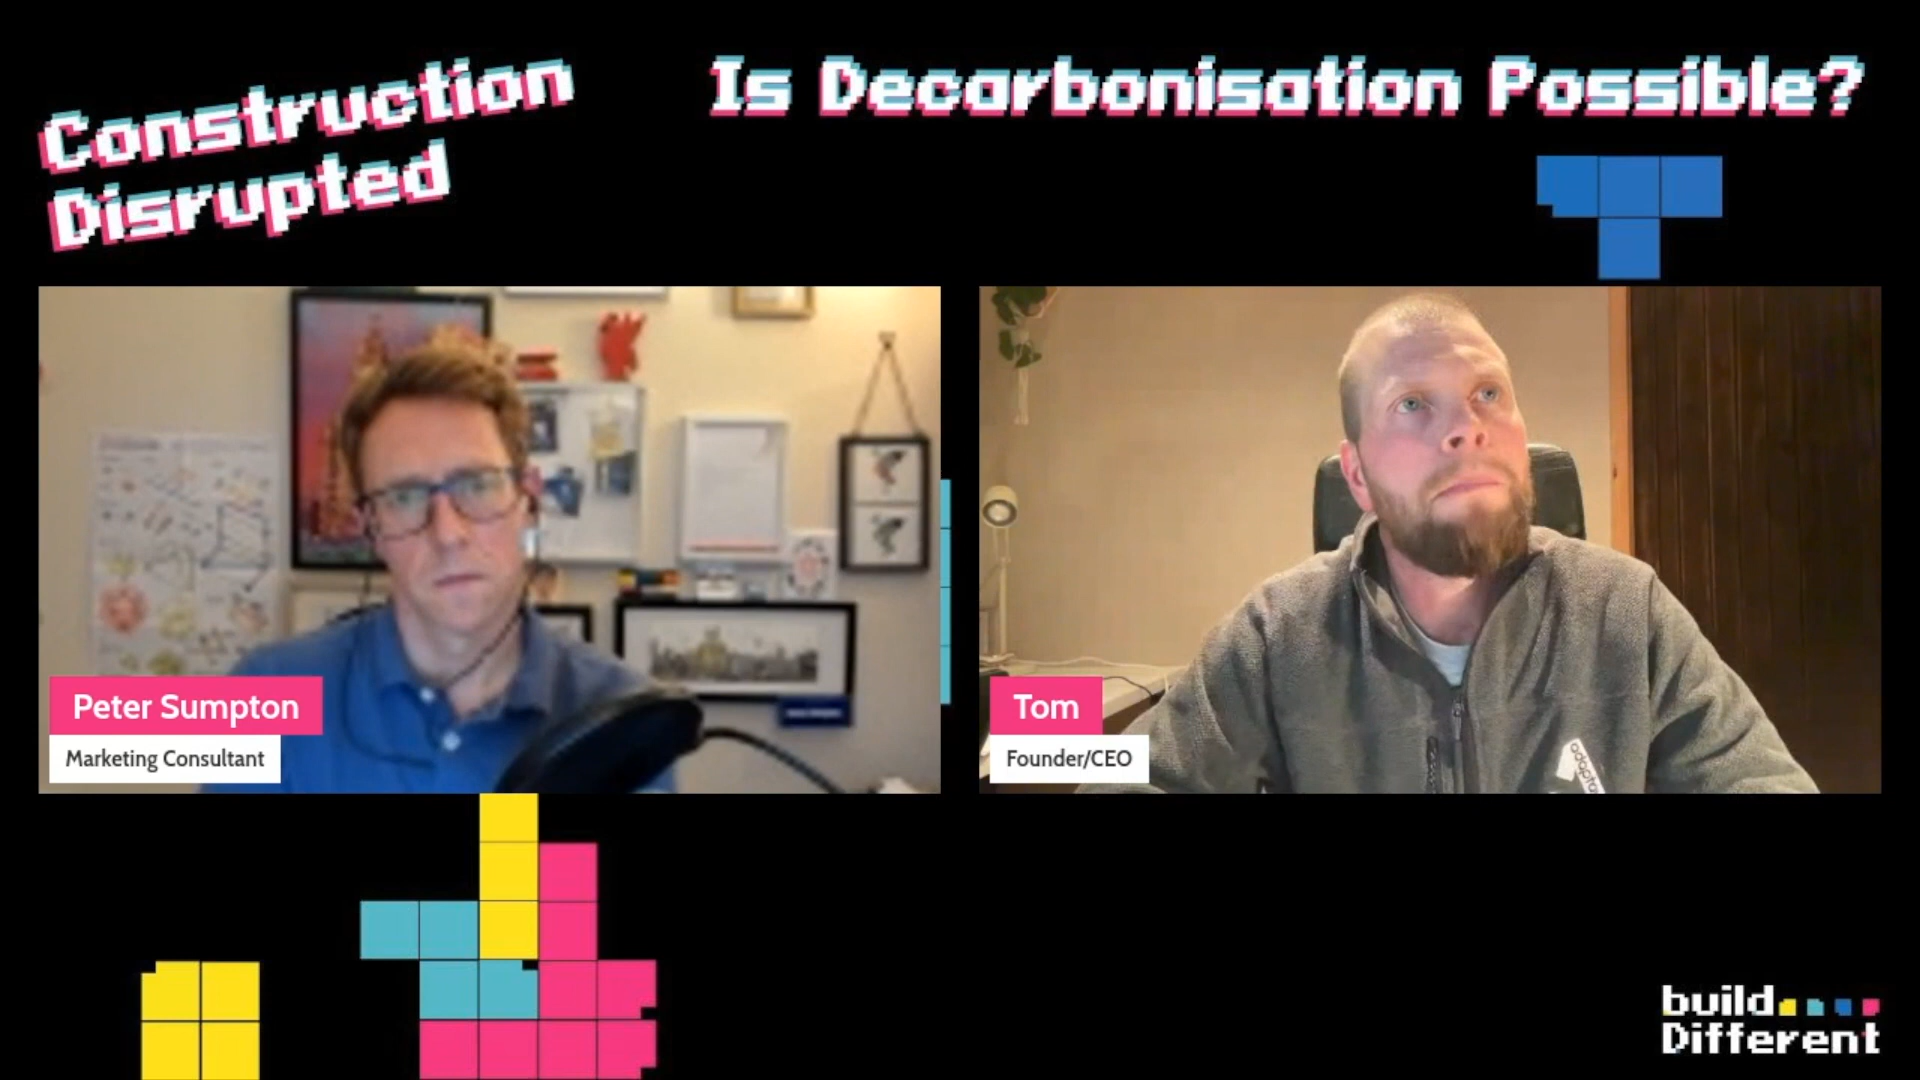 Construction
Disrupted
Is Decarbonisation Possible?
Peter Sumpton
Marketing Consultant
Tom
Founder/CEO
build
Different